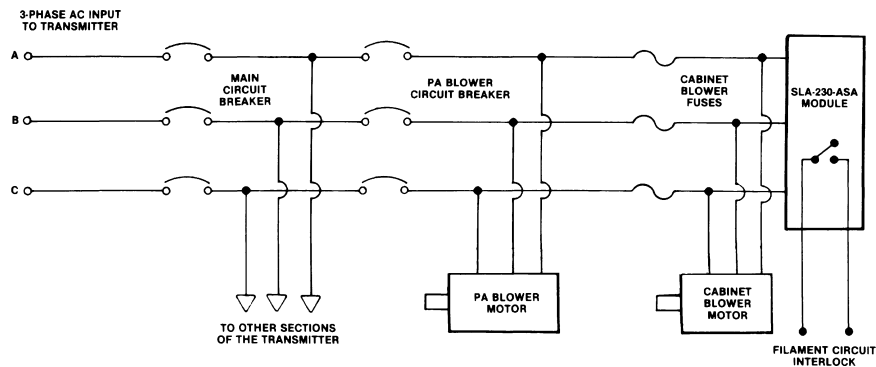 3-PHASE AC INPUT
TO TRANSMITTER
A
MAIN
CIRCUIT
BREAKER
PA BLOWER
CIRCUIT BREAKER
CABINET
BLOWER
FUSES
SLA-230-ASA
MODULE
B
C
PA BLOWER
MOTOR
CABINET
BLOWER
MOTOR
TO OTHER SECTIONS
OF THE TRANSMITTER
FILAMENT CIRCUIT
INTERLOCK